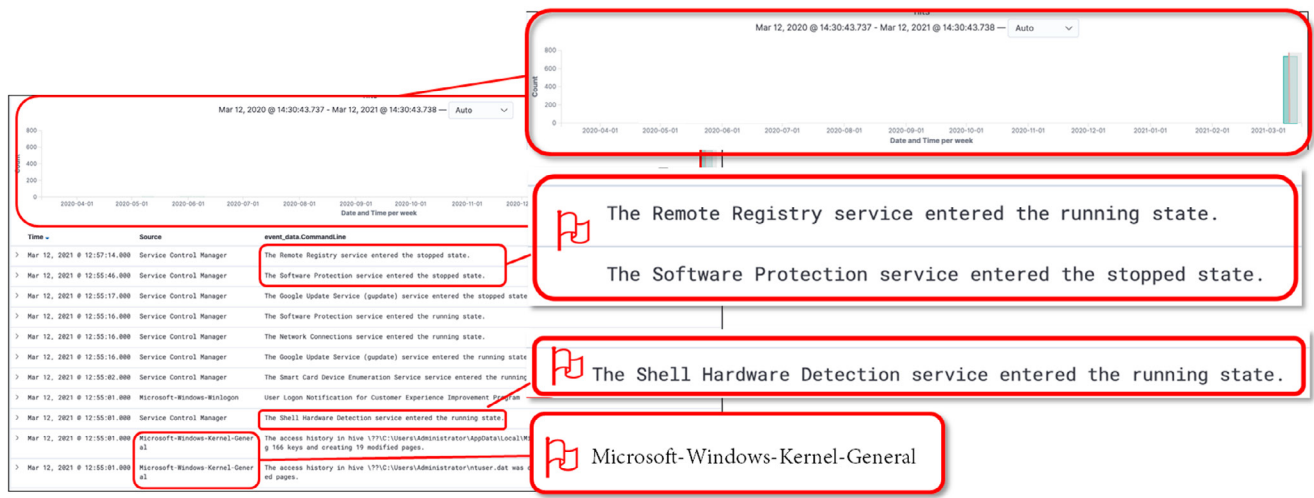 Mar 12, 2020 @ 14:30:43.737 - Mar 12, 2021 @ 14:30:43.738 — Auto
800
600
400
200
0
Count
2020-04-01 2020-05-01 2020-06-01 2020-07-01 2020-08-01 2020-09-01 2020-10-01 2020-11-01 2020-12-01 2021-01-01 2021-02-01 2021-03-01
Date and Time per week
Mar 12, 2020 @ 14:30:43.737 - Mar 12, 2021 @ 14:30:43.738 — Auto
800
600
400
200
0
Count
2020-04-01 2020-05-01 2020-06-01 2020-07-01 2020-08-01 2020-09-01 2020-10-01 2020-11-01 2020-12
Date and Time per week
The Remote Registry service entered the running state.
The Software Protection service entered the stopped state.
The Shell Hardware Detection service entered the running state.
Microsoft-Windows-Kernel-General
Time Source event_data.CommandLine
> Mar 12, 2021 @ 12:57:14.000 Service Control Manager The Remote Registry service entered the stopped state.
> Mar 12, 2021 @ 12:55:46.000 Service Control Manager The Software Protection service entered the stopped state.
> Mar 12, 2021 @ 12:55:17.000 Service Control Manager The Google Update Service (gupdate) service entered the stopped state
> Mar 12, 2021 @ 12:55:16.000 Service Control Manager The Software Protection service entered the running state.
> Mar 12, 2021 @ 12:55:16.000 Service Control Manager The Network Connections service entered the running state.
> Mar 12, 2021 @ 12:55:16.000 Service Control Manager The Google Update Service (gupdate) service entered the running state
> Mar 12, 2021 @ 12:55:02.000 Service Control Manager The Smart Card Device Enumeration Service service entered the running
> Mar 12, 2021 @ 12:55:01.000 Microsoft-Windows-Winlogon User Logon Notification for Customer Experience Improvement Program
> Mar 12, 2021 @ 12:55:01.000 Service Control Manager The Shell Hardware Detection service entered the running state.
> Mar 12, 2021 @ 12:55:01.000 Microsoft-Windows-Kernel-Gener The access history in hive \??\C:\Users\Administrator\AppData\Local\Mi
al g 166 keys and creating 19 modified pages.
> Mar 12, 2021 @ 12:55:01.000 Microsoft-Windows-Kernel-Gener The access history in hive \??\C:\Users\Administrator\ntuser.dat was
al ed pages.